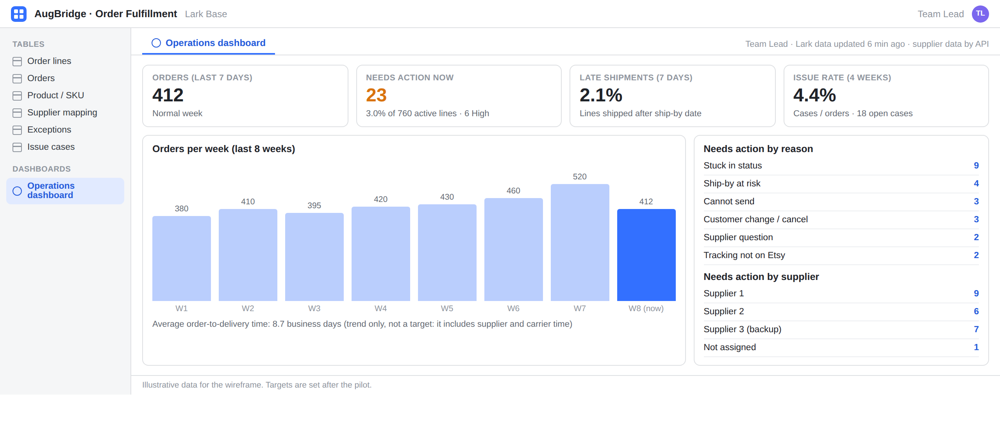 AugBridge · Order Fulfillment Lark Base
Team Lead TL
TABLES
Order lines
Orders
Product / SKU
Supplier mapping
Exceptions
Issue cases
DASHBOARDS
Operations
dashboard
Operations dashboard
Team Lead · Lark data updated 6 min ago · supplier data by API
ORDERS (LAST 7 DAYS)
412
Normal week
NEEDS ACTION NOW
23
3.0% of 760 active lines · 6 High
LATE SHIPMENTS (7 DAYS)
2.1%
Lines shipped after ship-by date
ISSUE RATE (4 WEEKS)
4.4%
Cases / orders · 18 open cases
Orders per week (last 8 weeks)
380 410 395 420 430 460 520 412
W1 W2 W3 W4 W5 W6 W7 W8 (now)
Average order-to-delivery time: 8.7 business days (trend only, not a target: it includes supplier and carrier time)
Needs action by reason
Stuck in status 9
Ship-by at risk 4
Cannot send 3
Customer change / cancel 3
Supplier question 2
Tracking not on Etsy 2
Needs action by supplier
Supplier 1 9
Supplier 2 6
Supplier 3 (backup) 7
Not assigned 1
Illustrative data for the wireframe. Targets are set after the pilot.